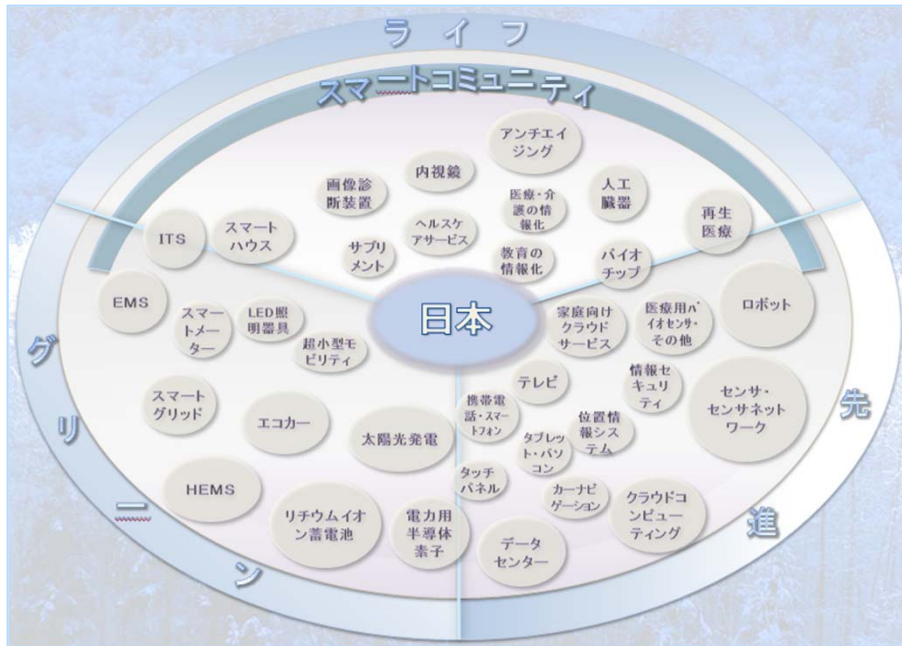 ライフ
スマートコミュニティ
アンチエイ
ジング
内視鏡
画像診
断装置
医療・介
護の情
報化
人工
臓器
再生
医療
ITS
スマート
ハウス
サプリ
メント
ヘルスケ
アサービス
教育の
情報化
バイオ
チップ
日本
EMS
スマー
トメー
ター
LED照
明器具
超小型モ
ビリティ
スマート
グリッド
エコカー
太陽光発電
HEMS
リチウムイオ
ン蓄電池
電力用
半導体
素子
グリーン
家庭向け
クラウド
サービス
医療用バ
イオセンサ・
その他
ロボット
テレビ
携帯電
話・スマー
トフォン
情報セ
キュリ
ティ
センサ・
センサネット
ワーク
位置情
報シス
テム
タブレッ
ト・パソ
コン
タッチ
パネル
カーナビ
ゲーション
クラウドコ
ンピュー
ティング
データ
センター
先進